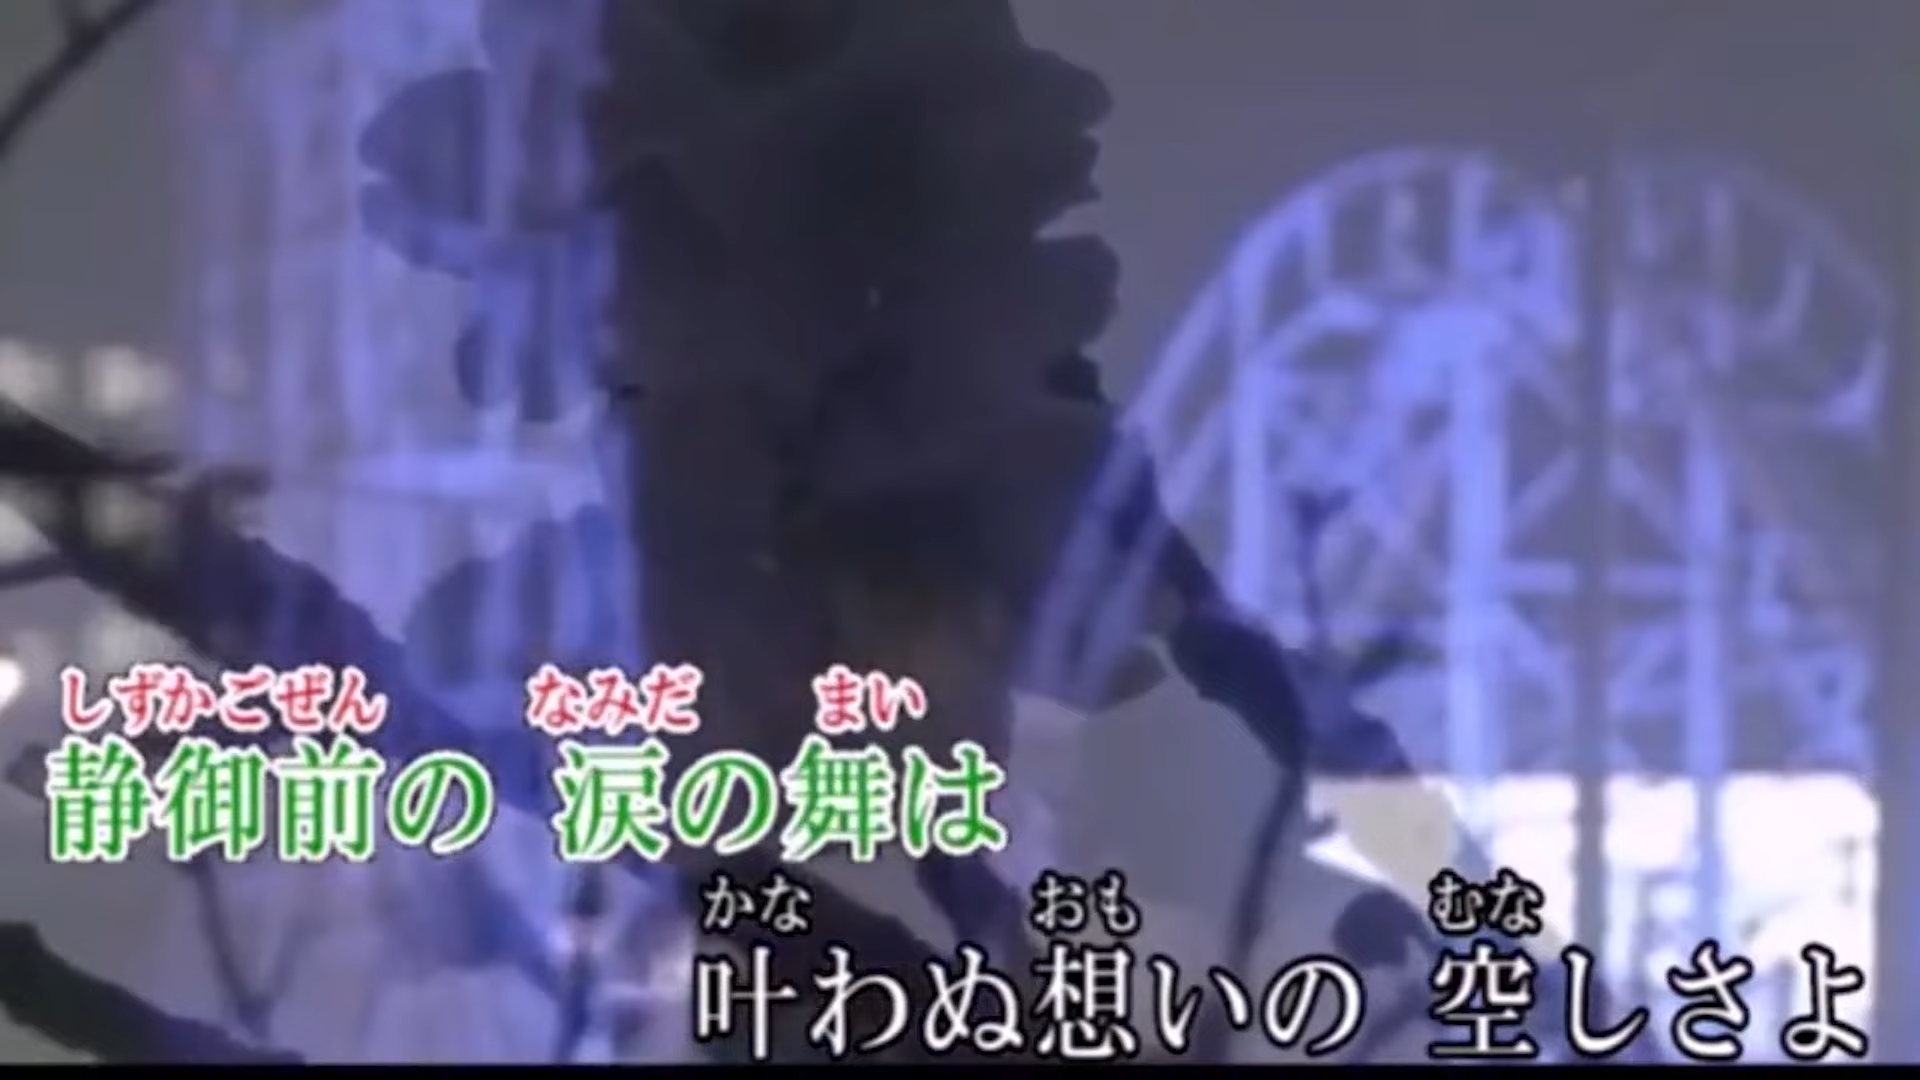 しずかごぜん なみだ まい
静御前の 涙の舞は
かな おも むな
叶わぬ想いの 空しさよ